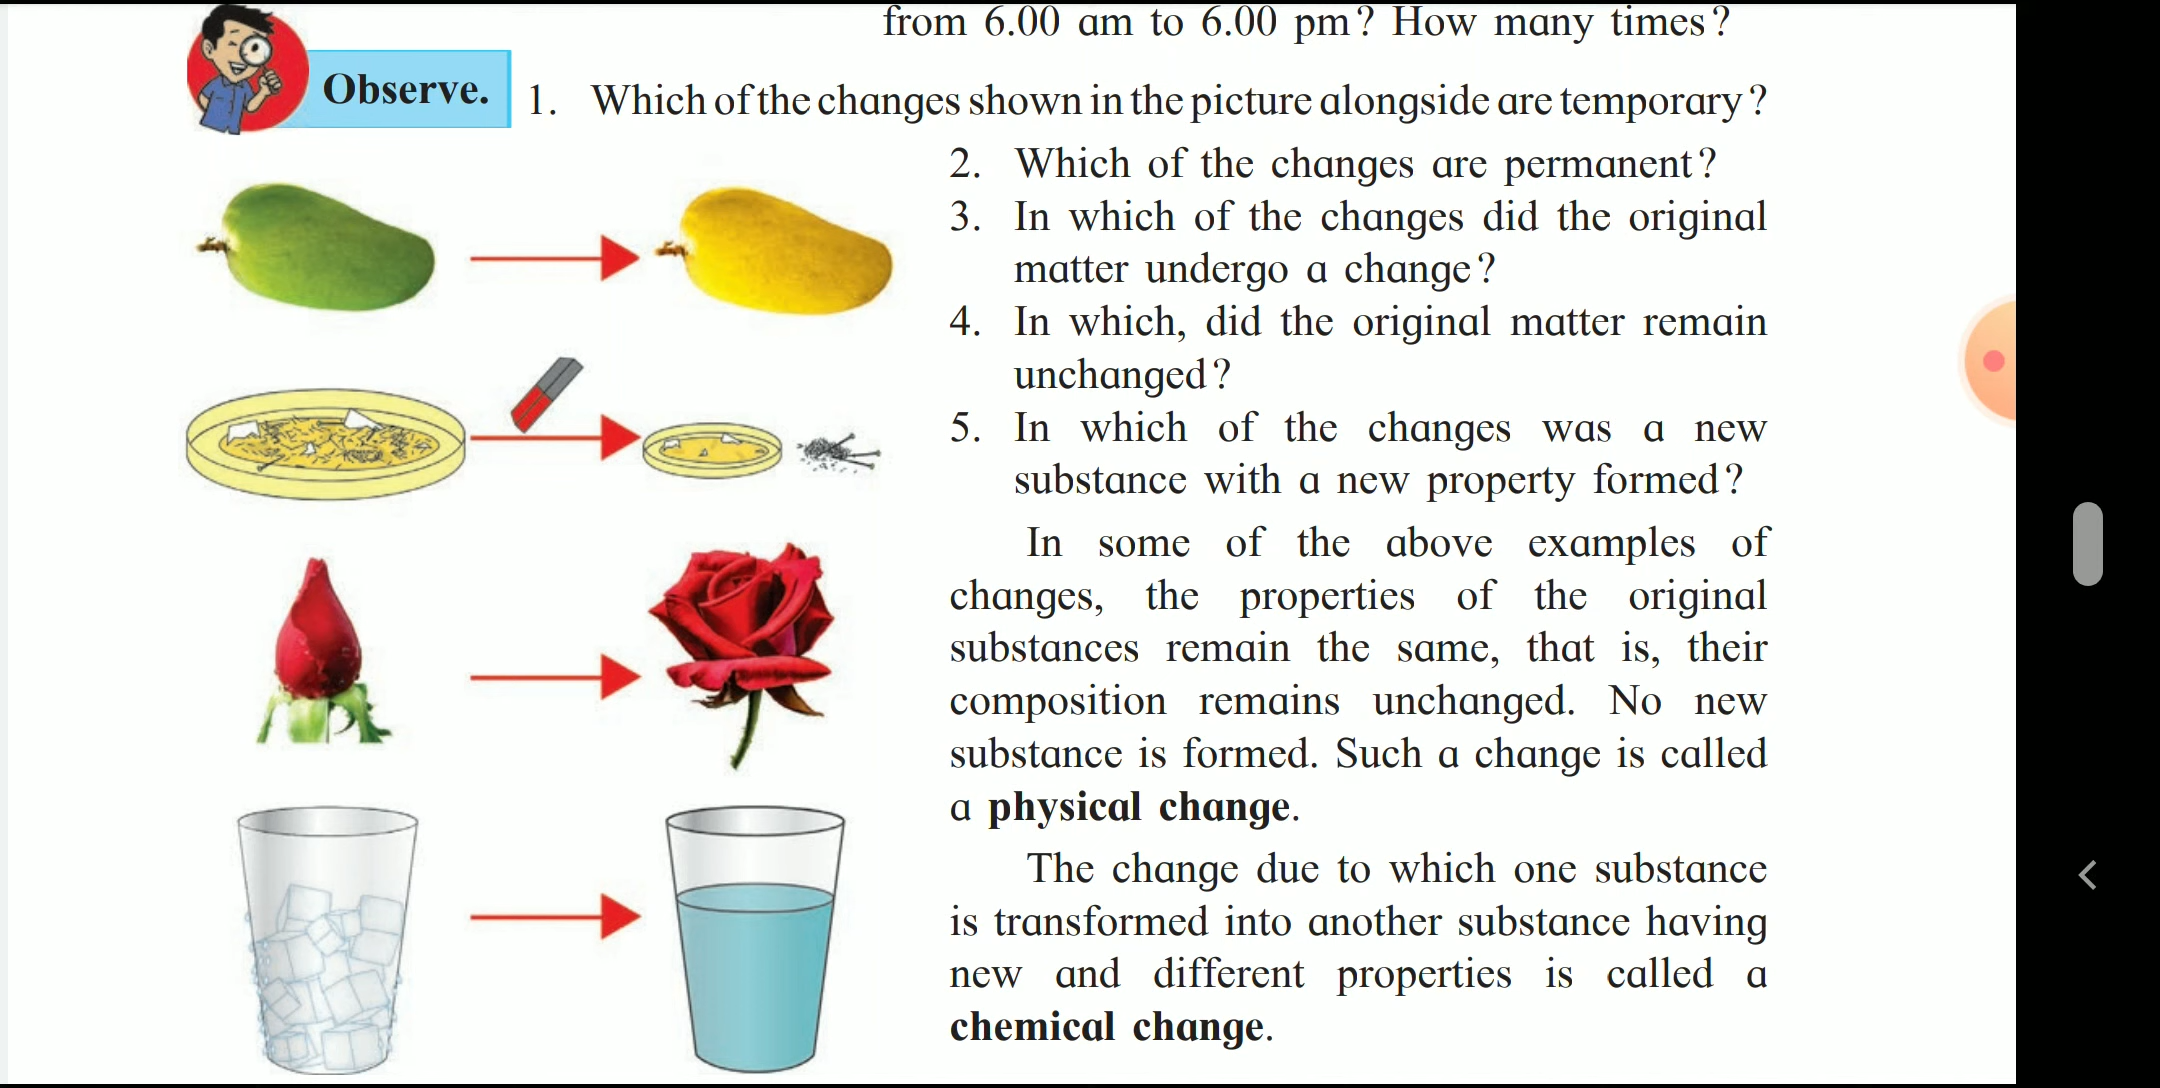 from 6.00 am to 6.00 pm? How many times?
Observe.
1. Which of the changes shown in the picture alongside are temporary?
2. Which of the changes are permanent?
3. In which of the changes did the original
matter undergo a change?
4. In which, did the original matter remain
unchanged?
5. In which of the changes was a new
substance with a new property formed?
In some of the above examples of
changes, the properties of the original
substances remain the same, that is, their
composition remains unchanged. No new
substance is formed. Such a change is called
a physical change.
The change due to which one substance
is transformed into another substance having
new and different properties is called a
chemical change.